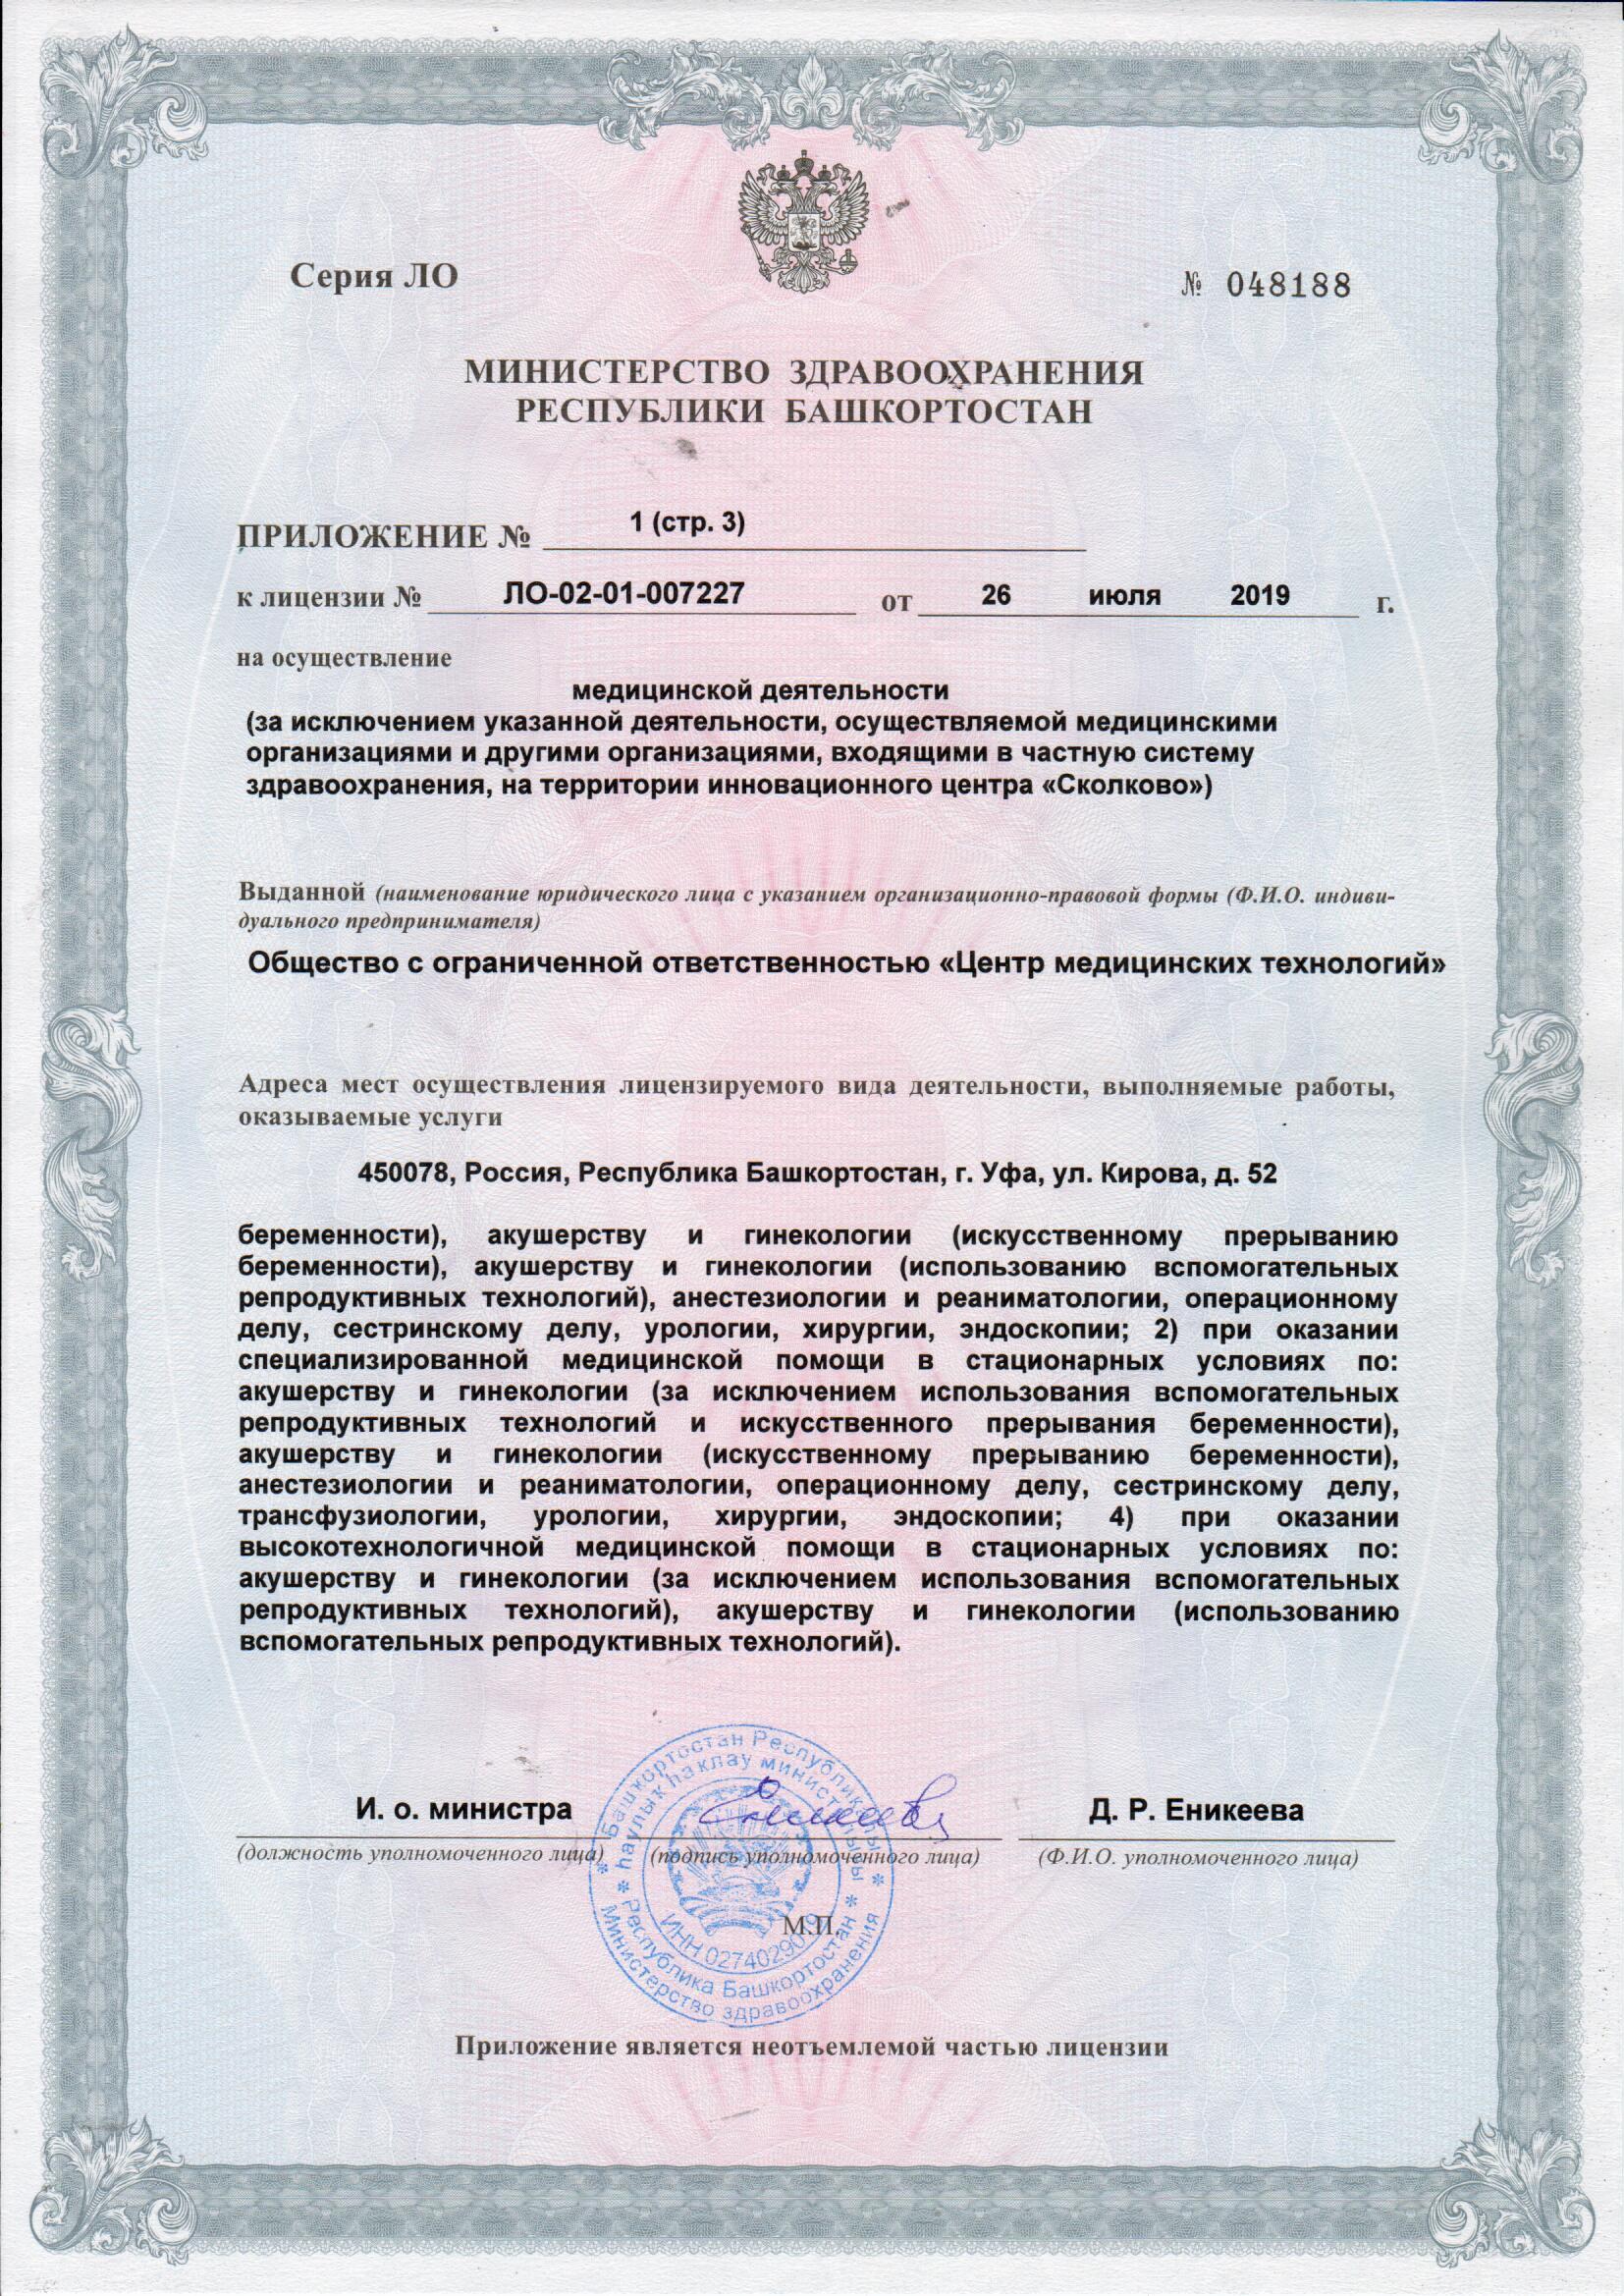 Серия ЛО
№ 048188
МИНИСТЕРСТВО ЗДРАВООХРАНЕНИЯ
РЕСПУБЛИКИ БАШКОРТОСТАН
ПРИЛОЖЕНИЕ № 1 (стр. 3)
к лицензии № ЛО-02-01-007227 от 26 июля 2019 г.
на осуществление
медицинской деятельности
(за исключением указанной деятельности, осуществляемой медицинскими
организациями и другими организациями, входящими в частную систему
здравоохранения, на территории инновационного центра «Сколково»)
Выданной (наименование юридического лица с указанием организационно-правовой формы (Ф.И.О. индиви-
дуального предпринимателя)
Общество с ограниченной ответственностью «Центр медицинских технологий»
Адреса мест осуществления лицензируемого вида деятельности, выполняемые работы,
оказываемые услуги
450078, Россия, Республика Башкортостан, г. Уфа, ул. Кирова, д. 52
беременности), акушерству и гинекологии (искусственному прерыванию
беременности), акушерству и гинекологии (использованию вспомогательных
репродуктивных технологий), анестезиологии и реаниматологии, операционному
делу, сестринскому делу, урологии, хирургии, эндоскопии; 2) при оказании
специализированной медицинской помощи в стационарных условиях по:
акушерству и гинекологии (за исключением использования вспомогательных
репродуктивных технологий и искусственного прерывания беременности),
акушерству и гинекологии (искусственному прерыванию беременности),
анестезиологии и реаниматологии, операционному делу, сестринскому делу,
трансфузиологии, урологии, хирургии, эндоскопии; 4) при оказании
высокотехнологичной медицинской помощи в стационарных условиях по:
акушерству и гинекологии (за исключением использования вспомогательных
репродуктивных технологий), акушерству и гинекологии (использованию
вспомогательных репродуктивных технологий).
И. о. министра
Д. Р. Еникеева
(должность уполномоченного лица)
(подпись уполномоченного лица)
(Ф.И.О. уполномоченного лица)
М.П.
Башҡортостан Республикаһы
һаулыҡ һаҡлау министрлығы
ИНН
Республика Башкортостан
Министерство здравоохранения
Приложение является неотъемлемой частью лицензии